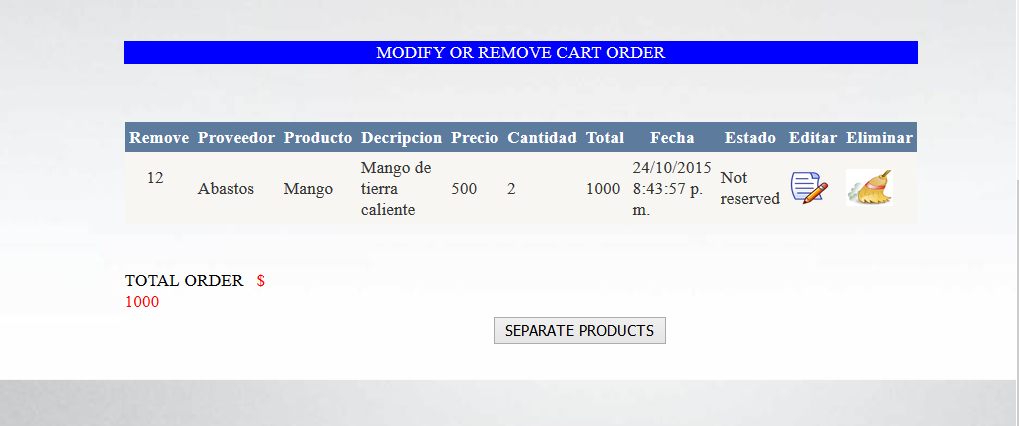 MODIFY OR REMOVE CART ORDER
Remove Proveedor Producto Decripcion Precio Cantidad Total Fecha Estado Editar Eliminar
12 Abastos Mango Mango de tierra caliente 500 2 1000 24/10/2015 8:43:57 p. m. Not reserved
TOTAL ORDER $
1000
SEPARATE PRODUCTS